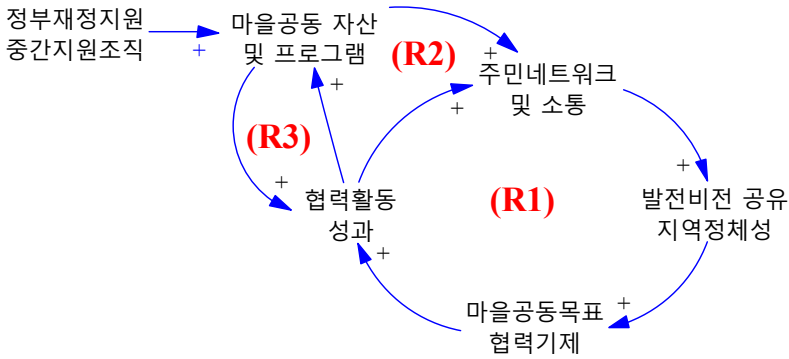 정부재정지원
중간지원조직
+
마을공동 자산
및 프로그램
+
(R2)
+
주민네트워크
및 소통
+
(R3)
+
협력활동
성과
+
(R1)
+
발전비전 공유
지역정체성
+
마을공동목표
협력기제